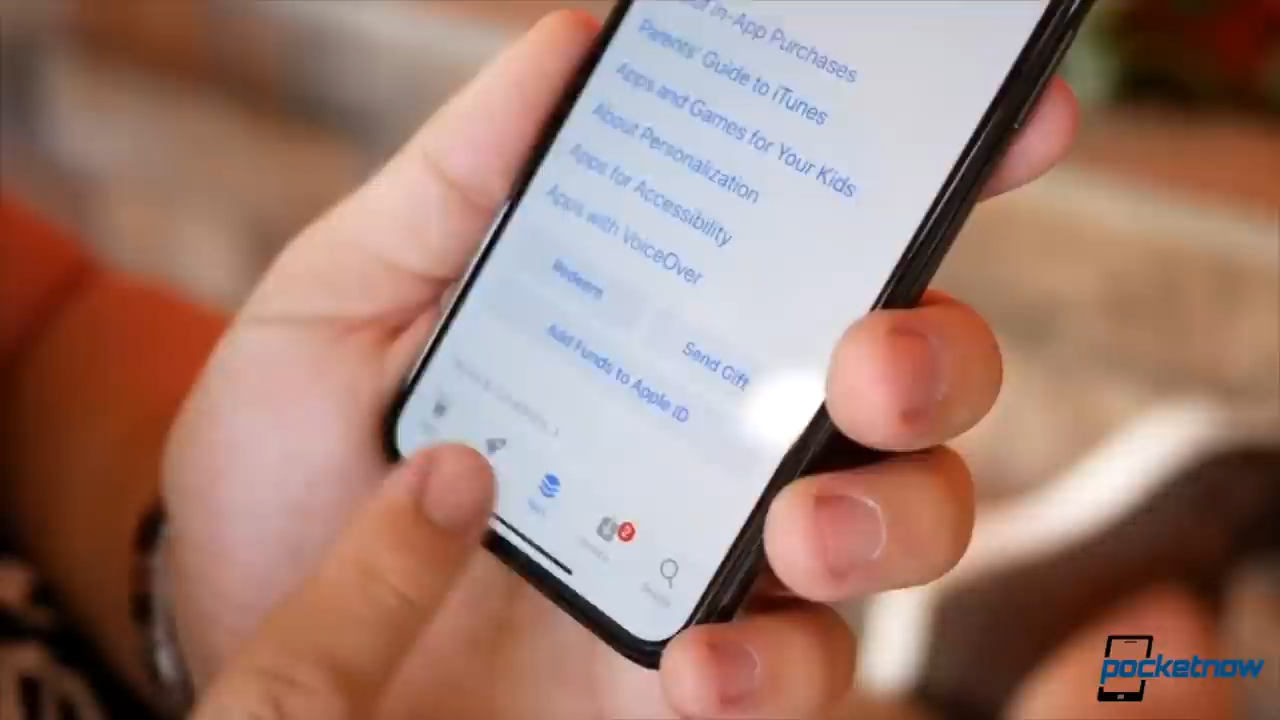 In-App Purchases
Parents' Guide to iTunes
Apps and Games for Your Kids
About Personalization
Apps for Accessibility
Apps with VoiceOver
Redeem
Send Gift
Add Funds to Apple ID
2
pocketnow